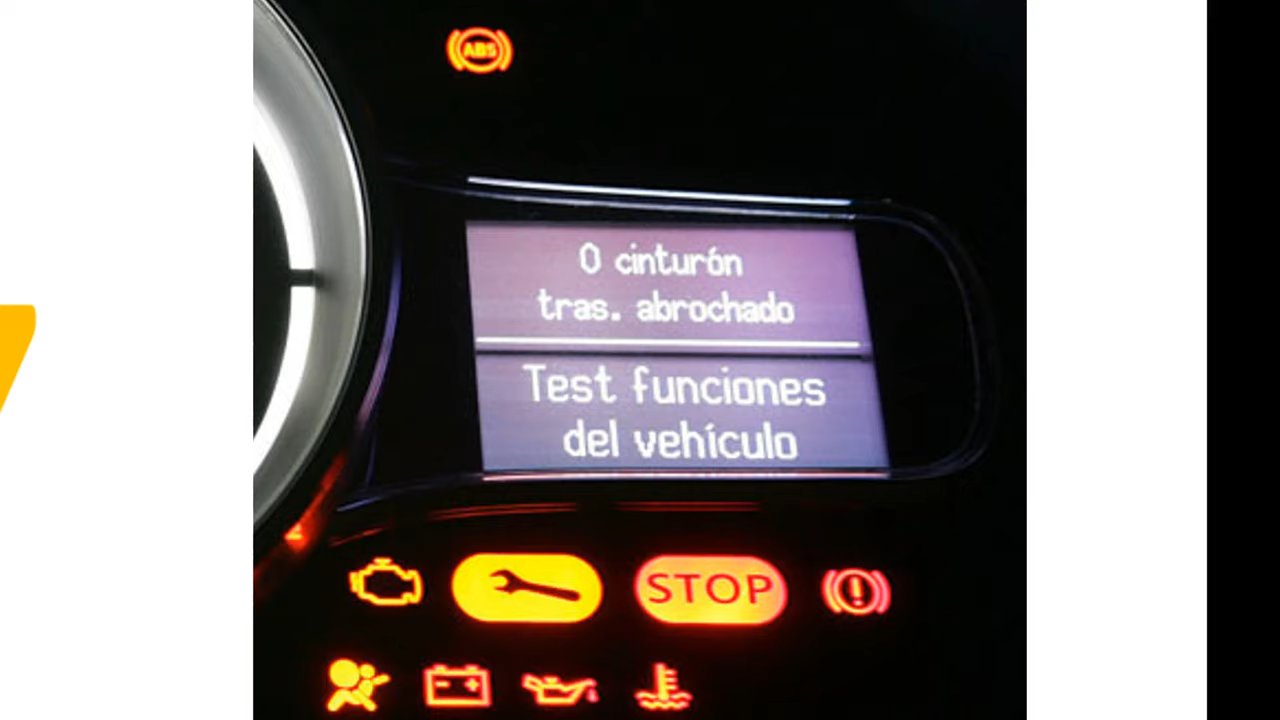 ABS
0 cinturón
tras. abrochado
Test funciones
del vehículo
STOP